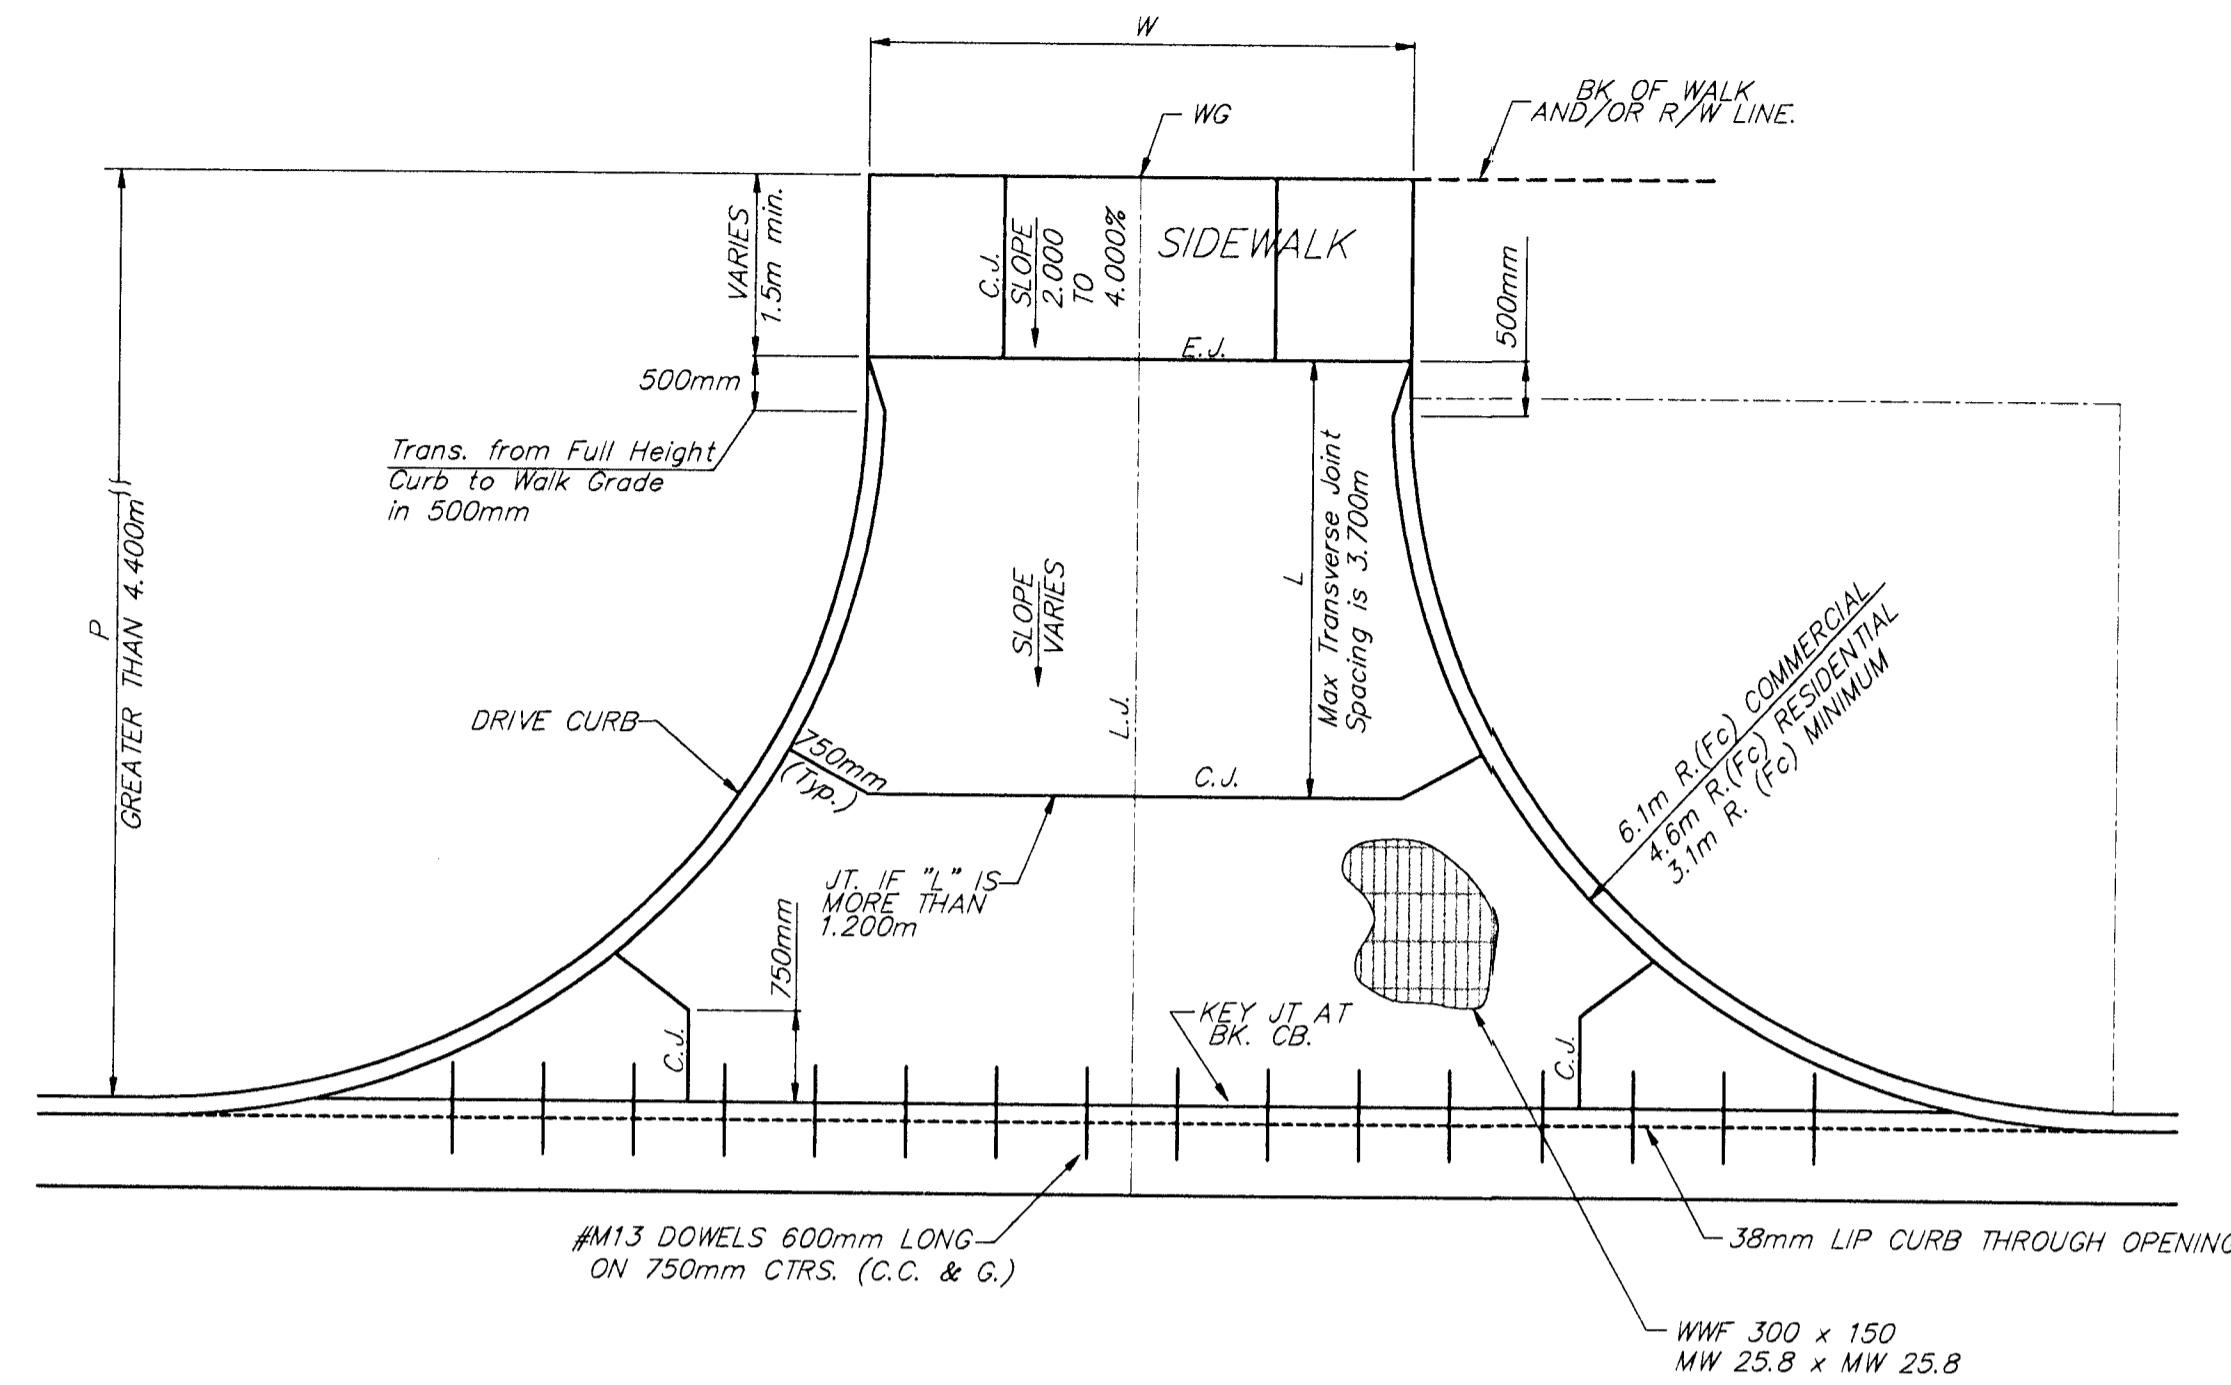 W
BK OF WALK
AND/OR R/W LINE.
WG
VARIES
1.5m min.
C.J.
SLOPE
2.000
TO
4.000%
SIDEWALK
500mm
E.J.
500mm
Trans. from Full Height
Curb to Walk Grade
in 500mm
P
GREATER THAN 4.400m
SLOPE
VARIES
L
Max Transverse Joint
Spacing is 3.700m
6.1m R.(Fc) COMMERCIAL
4.6m R.(Fc) RESIDENTIAL
3.1m R. (Fc) MINIMUM
DRIVE CURB
L.J.
750mm
(Typ.)
C.J.
JT. IF "L" IS
MORE THAN
1.200m
750mm
C.J.
KEY JT AT
BK. CB.
C.J.
#M13 DOWELS 600mm LONG
ON 750mm CTRS. (C.C. & G.)
38mm LIP CURB THROUGH OPENING
WWF 300 x 150
MW 25.8 x MW 25.8